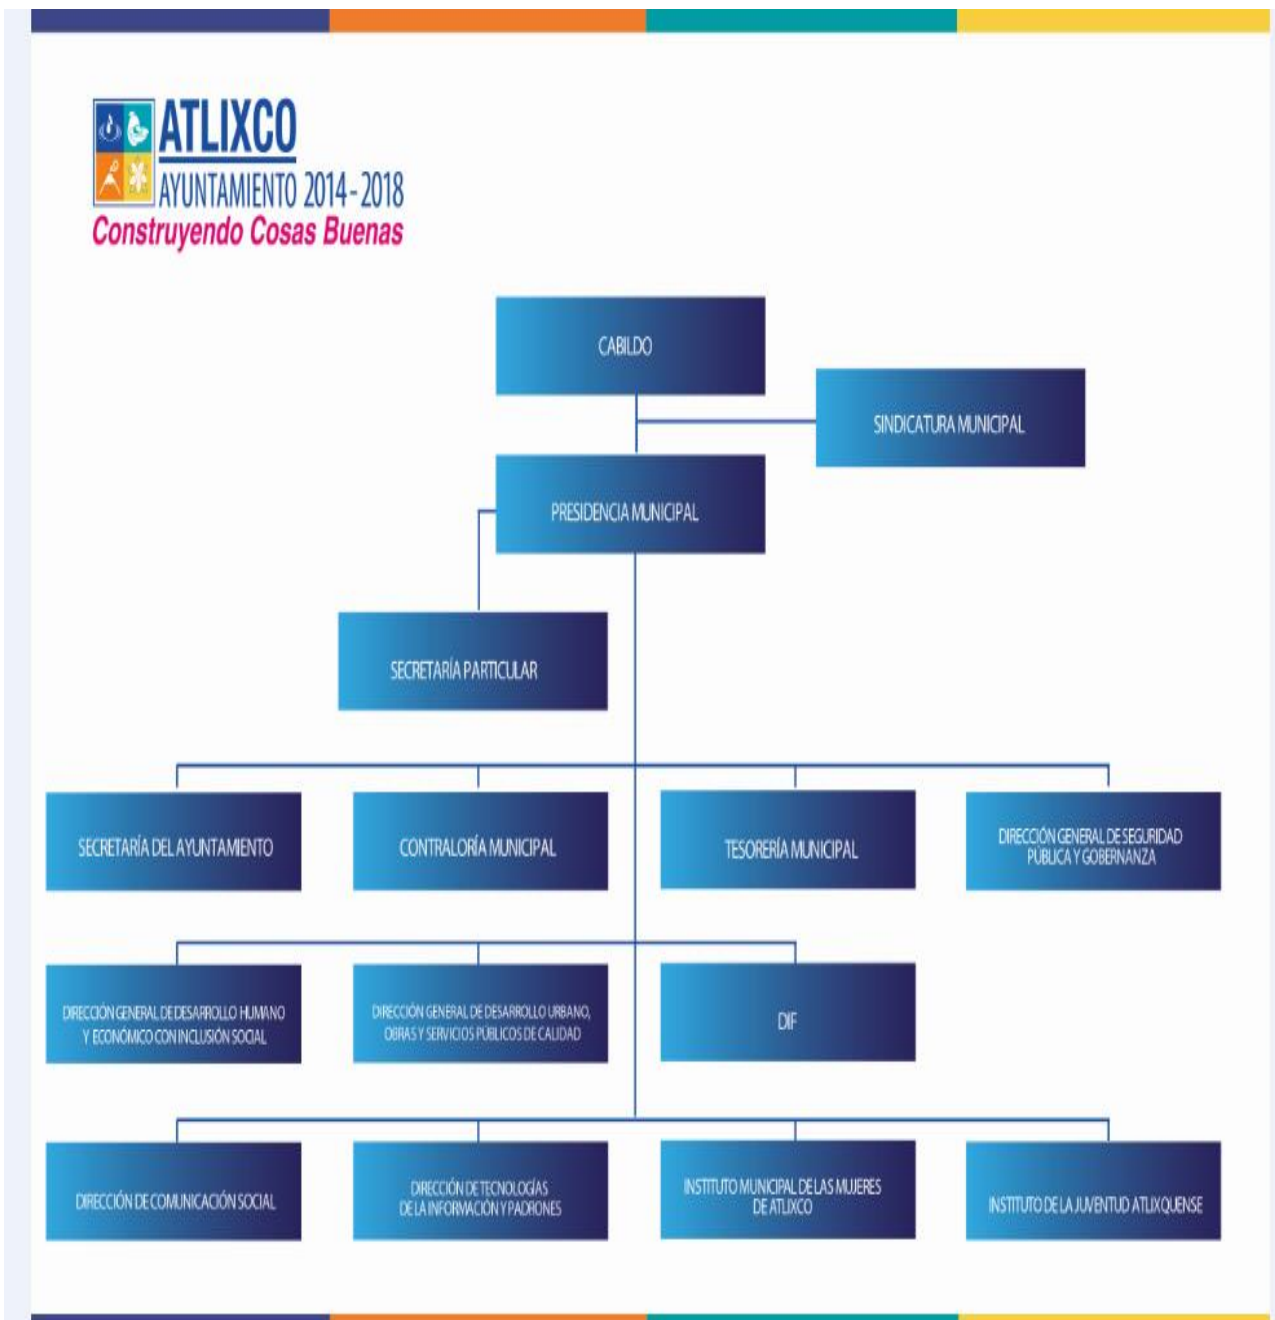 ATLIXCO
AYUNTAMIENTO 2014-2018
Construyendo Cosas Buenas
CABILDO
SINDICATURA MUNICIPAL
PRESIDENCIA MUNICIPAL
SECRETARÍA PARTICULAR
SECRETARÍA DEL AYUNTAMIENTO
CONTRALORÍA MUNICIPAL
TESORERÍA MUNICIPAL
DIRECCIÓN GENERAL DE SEGURIDAD
PÚBLICA Y GOBERNANZA
DIRECCIÓN GENERAL DE DESARROLLO HUMANO
Y ECONÓMICO CON INCLUSIÓN SOCIAL
DIRECCIÓN GENERAL DE DESARROLLO URBANO,
OBRAS Y SERVICIOS PÚBLICOS DE CALIDAD
DIF
DIRECCIÓN DE COMUNICACIÓN SOCIAL
DIRECCIÓN DE TECNOLOGÍAS
DE LA INFORMACIÓN Y PADRONES
INSTITUTO MUNICIPAL DE LAS MUJERES
DE ATLIXCO
INSTITUTO DE LA JUVENTUD ATLIXQUENSE